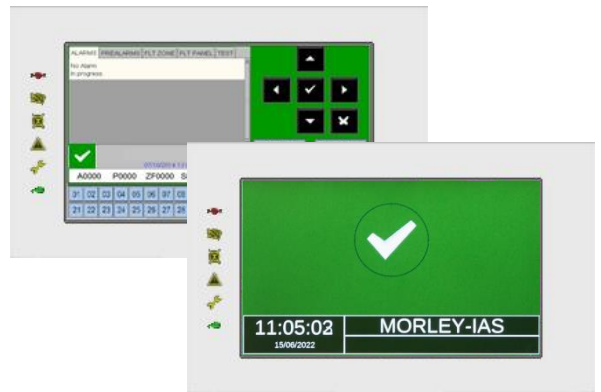 ALARMS PREALARMS FLT ZONE FLT PANEL TEST
No Alarm
In progress
A0000 P0000 ZF0000
01 02 03 04 05 06 07 08
21 22 23 24 25 26 27 28
11:05:02 MORLEY-IAS
15/06/2022